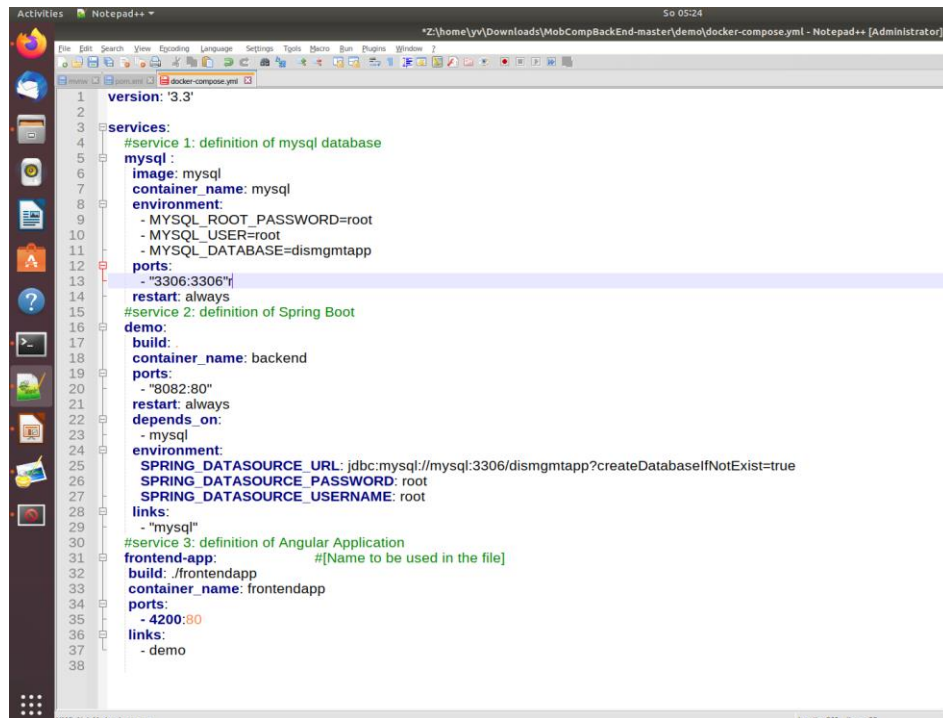 Activities Notepad++ So 05:24
*Z:\home\yv\Downloads\MobCompBackEnd-master\demo\docker-compose.yml - Notepad++ [Administrator]
File Edit Search View Encoding Language Settings Tools Macro Run Plugins Window ?
docker-compose.yml
1 version: '3.3'
2
3 services:
4 #service 1: definition of mysql database
5 mysql :
6 image: mysql
7 container_name: mysql
8 environment:
9 - MYSQL_ROOT_PASSWORD=root
10 - MYSQL_USER=root
11 - MYSQL_DATABASE=dismgmtapp
12 ports:
13 - "3306:3306"r
14 restart: always
15 #service 2: definition of Spring Boot
16 demo:
17 build: .
18 container_name: backend
19 ports:
20 - "8082:80"
21 restart: always
22 depends_on:
23 - mysql
24 environment:
25 SPRING_DATASOURCE_URL: jdbc:mysql://mysql:3306/dismgmtapp?createDatabaseIfNotExist=true
26 SPRING_DATASOURCE_PASSWORD: root
27 SPRING_DATASOURCE_USERNAME: root
28 links:
29 - "mysql"
30 #service 3: definition of Angular Application
31 frontend-app: #[Name to be used in the file]
32 build: ./frontendapp
33 container_name: frontendapp
34 ports:
35 - 4200:80
36 links:
37 - demo
38